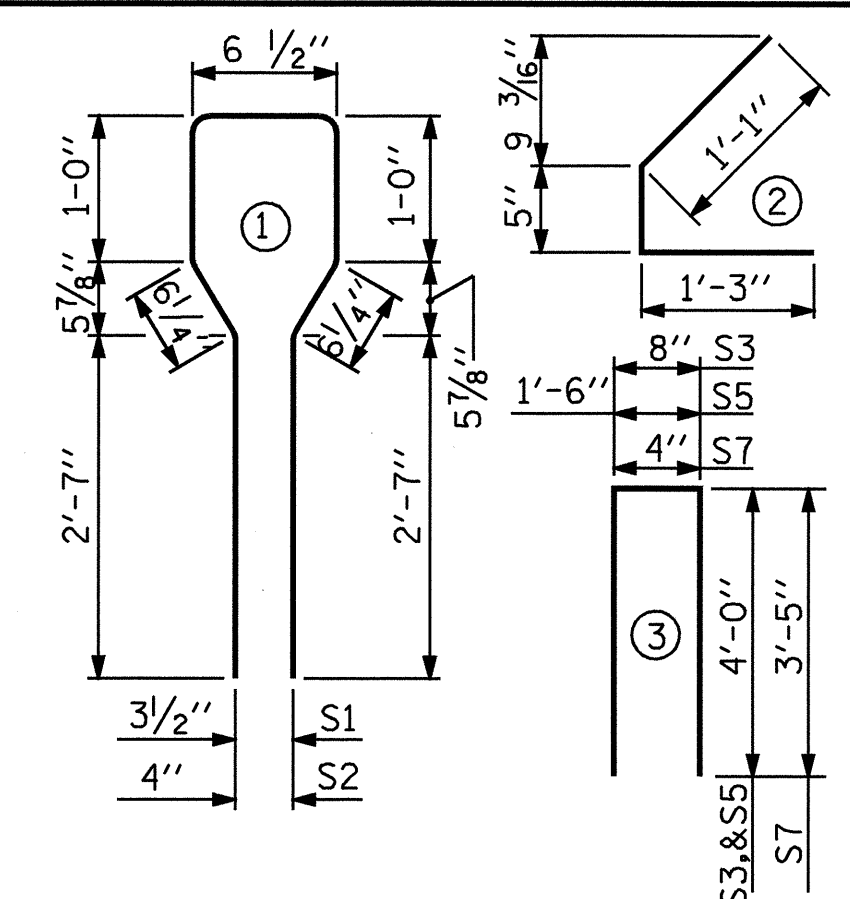 6 1/2''
1-0''
1-0''
1
5 7/8''
6 1/4''
6 1/4''
5 7/8''
2'-7''
2'-7''
3 1/2'' S1
4'' S2
9 3/16''
5''
1'-1''
2
1'-3''
8'' S3
1'-6'' S5
4'' S7
3
4'-0''
3'-5''
S3,&S5
S7